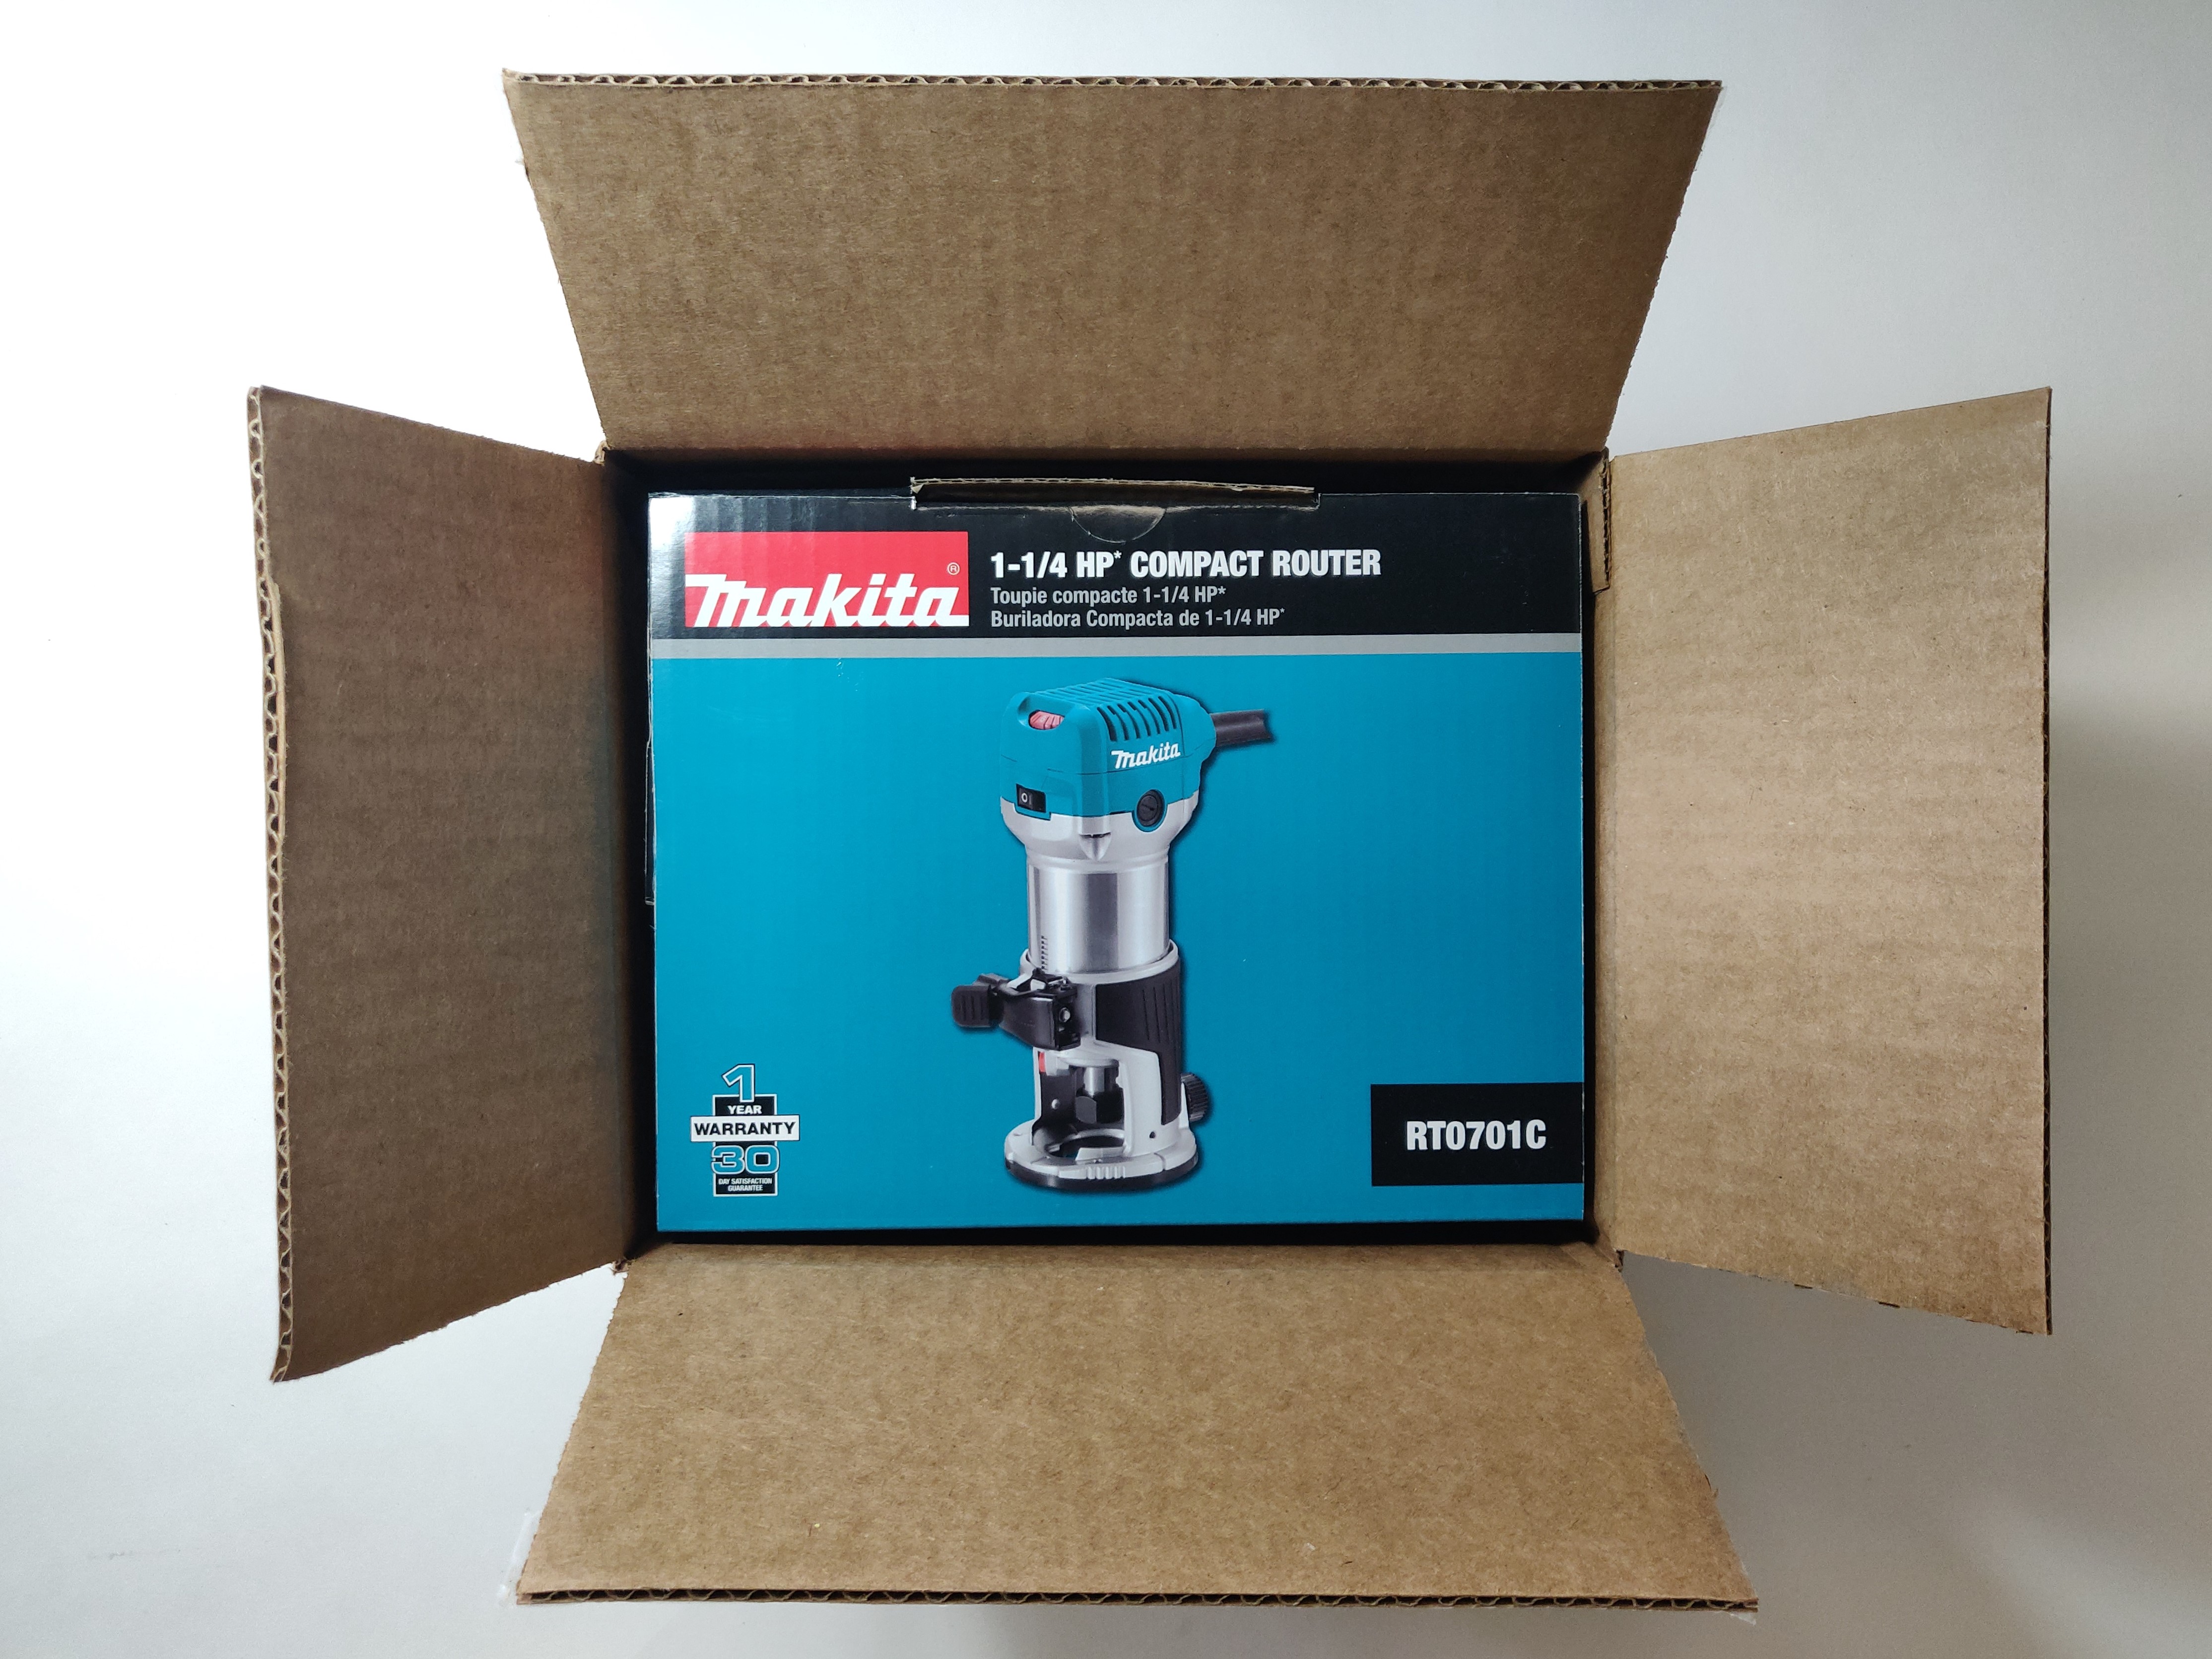 makita®
1-1/4 HP* COMPACT ROUTER
Toupie compacte 1-1/4 HP*
Buriladora Compacta de 1-1/4 HP*
makita
1
YEAR
WARRANTY
30
DAY SATISFACTION
GUARANTEE
RT0701C